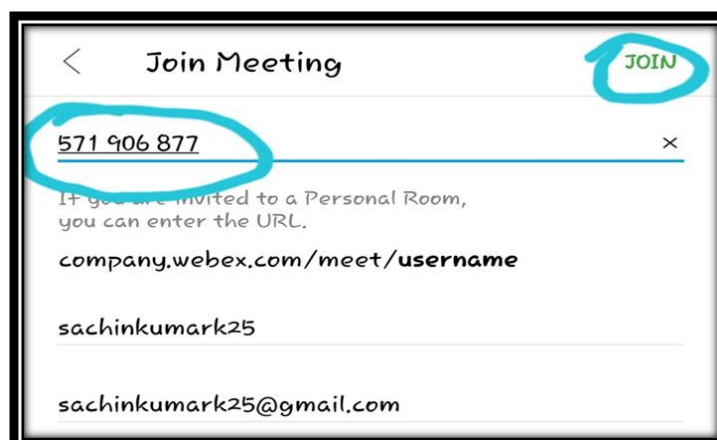 Join Meeting
JOIN
571 906 877
If you are invited to a Personal Room,
you can enter the URL.
company.webex.com/meet/username
sachinkumark25
sachinkumark25@gmail.com